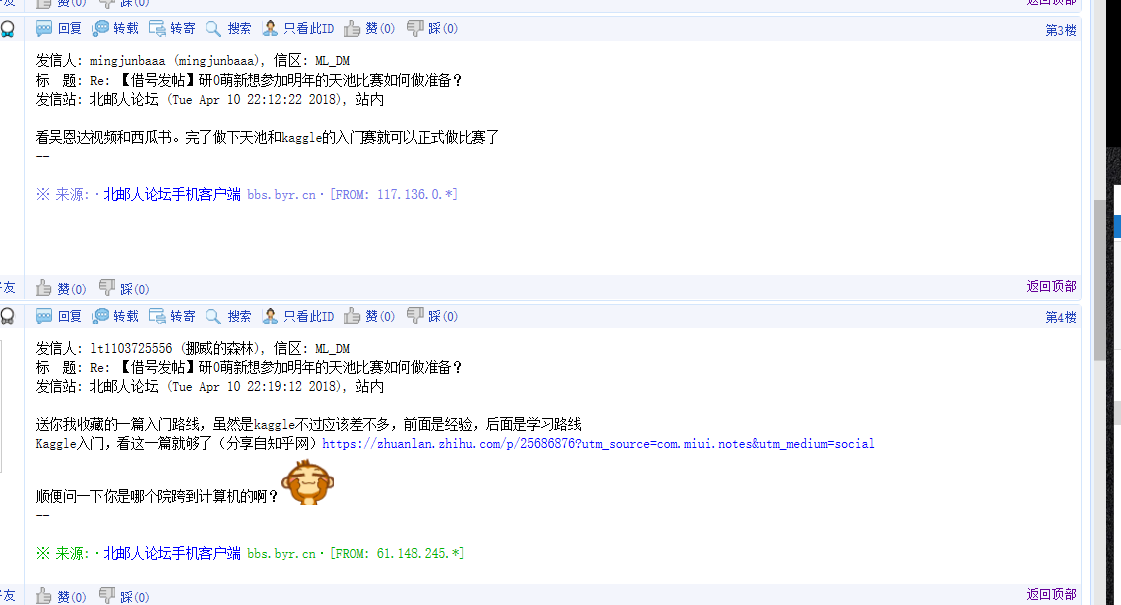 赞(0) 踩(0) 返回顶部
回复 转载 转寄 搜索 只看此ID 赞(0) 踩(0) 第3楼
发信人: mingjunbaaa (mingjunbaaa), 信区: ML_DM
标 题: Re: 【借号发帖】研0萌新想参加明年的天池比赛如何做准备？
发信站: 北邮人论坛 (Tue Apr 10 22:12:22 2018), 站内
看吴恩达视频和西瓜书。完了做下天池和kaggle的入门赛就可以正式做比赛了
--
※ 来源:·北邮人论坛手机客户端 bbs.byr.cn·[FROM: 117.136.0.*]
友 赞(0) 踩(0) 返回顶部
回复 转载 转寄 搜索 只看此ID 赞(0) 踩(0) 第4楼
发信人: lt1103725556 (挪威的森林), 信区: ML_DM
标 题: Re: 【借号发帖】研0萌新想参加明年的天池比赛如何做准备？
发信站: 北邮人论坛 (Tue Apr 10 22:19:12 2018), 站内
送你我收藏的一篇入门路线，虽然是kaggle不过应该差不多，前面是经验，后面是学习路线
Kaggle入门，看这一篇就够了（分享自知乎网）https://zhuanlan.zhihu.com/p/25686876?utm_source=com.miui.notes&utm_medium=social
顺便问一下你是哪个院跨到计算机的啊？
--
※ 来源:·北邮人论坛手机客户端 bbs.byr.cn·[FROM: 61.148.245.*]
友 赞(0) 踩(0) 返回顶部